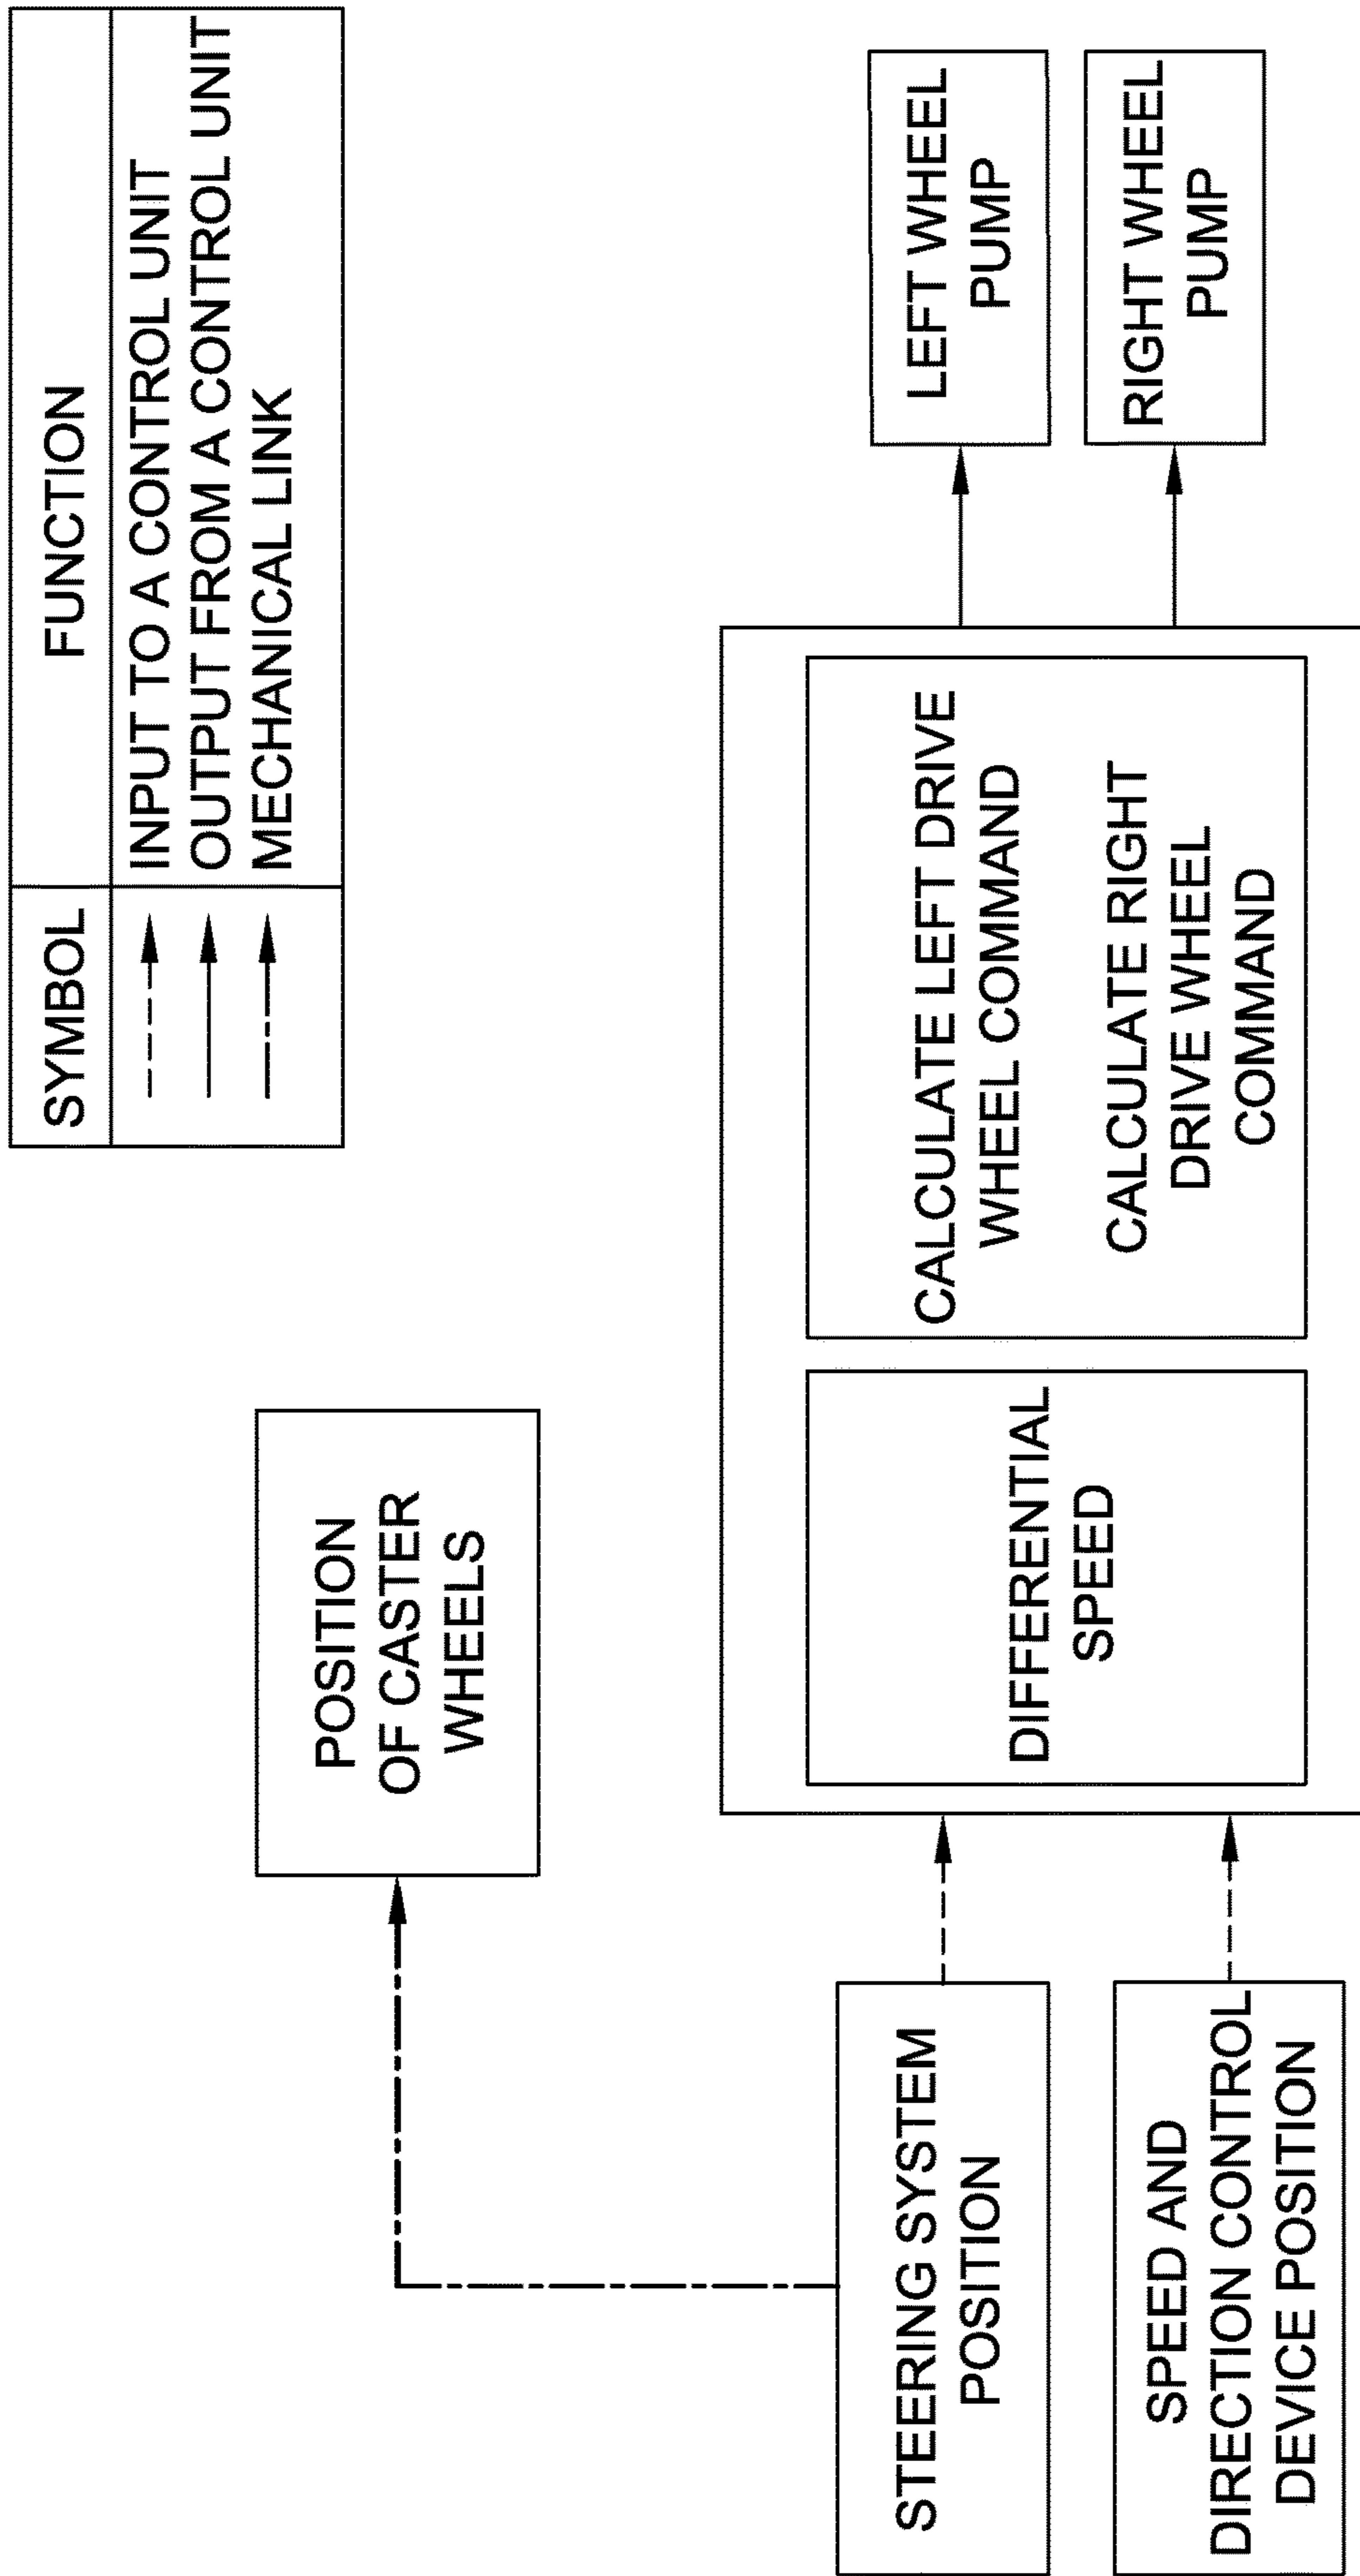 SYMBOL
FUNCTION
INPUT TO A CONTROL UNIT
OUTPUT FROM A CONTROL UNIT
MECHANICAL LINK
POSITION
OF CASTER
WHEELS
STEERING SYSTEM
POSITION
SPEED AND
DIRECTION CONTROL
DEVICE POSITION
DIFFERENTIAL
SPEED
CALCULATE LEFT DRIVE
WHEEL COMMAND
CALCULATE RIGHT
DRIVE WHEEL
COMMAND
LEFT WHEEL
PUMP
RIGHT WHEEL
PUMP